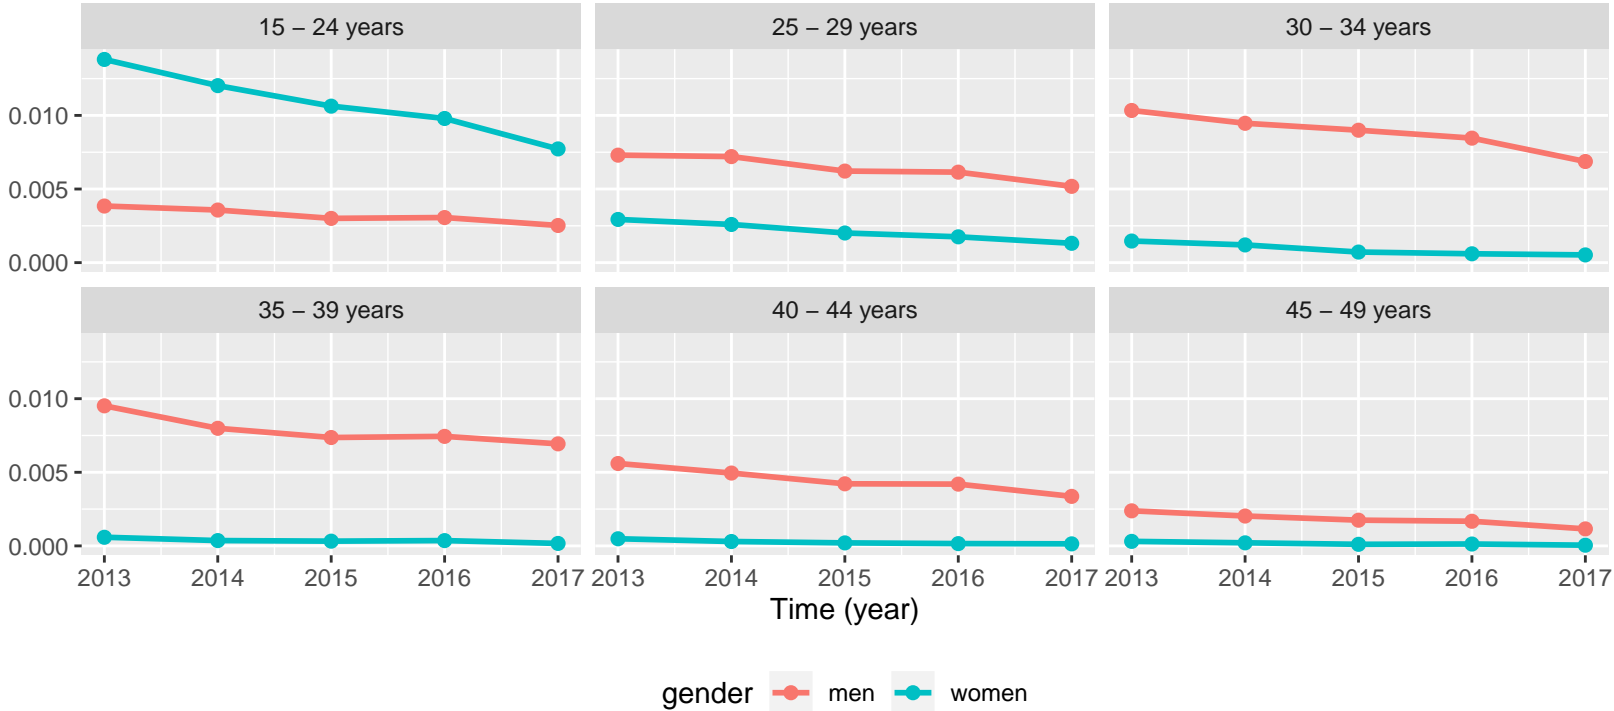 15 – 24 years 25 – 29 years 30 – 34 years
0.010
0.005
0.000
35 – 39 years 40 – 44 years 45 – 49 years
0.010
0.005
0.000
2013 2014 2015 2016 2017 2013 2014 2015 2016 2017 2013 2014 2015 2016 2017
Time (year)
gender men women